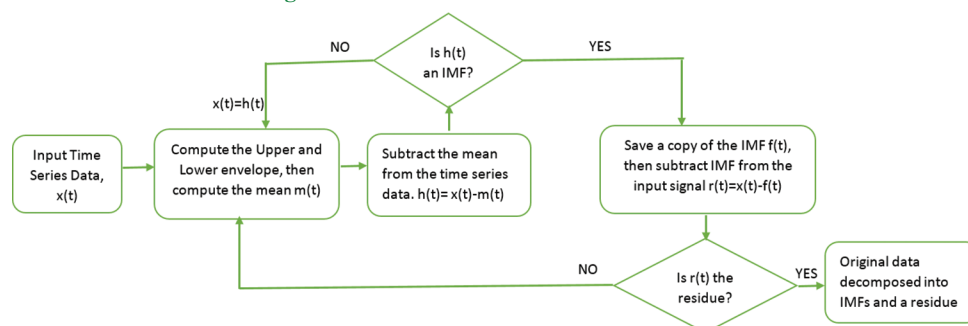 NO
Is h(t)
an IMF?
YES
x(t)=h(t)
Input Time
Series Data,
x(t)
Compute the Upper and
Lower envelope, then
compute the mean m(t)
Subtract the mean
from the time series
data. h(t)= x(t)-m(t)
Save a copy of the IMF f(t),
then subtract IMF from the
input signal r(t)=x(t)-f(t)
NO
Is r(t) the
residue?
YES
Original data
decomposed into
IMFs and a residue